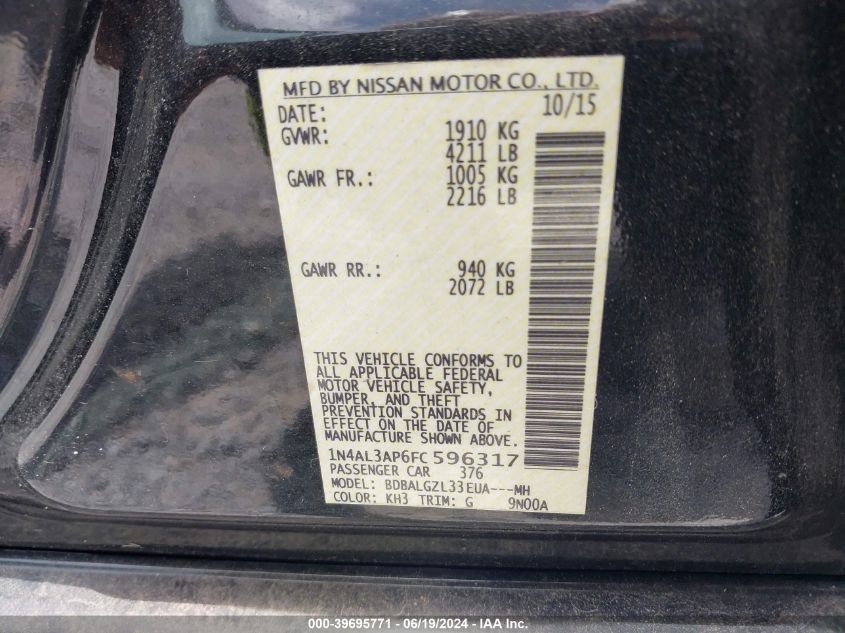 MFD BY NISSAN MOTOR CO., LTD.
DATE: 10/15
GVWR: 1910 KG
4211 LB
GAWR FR.: 1005 KG
2216 LB
GAWR RR.: 940 KG
2072 LB
THIS VEHICLE CONFORMS TO
ALL APPLICABLE FEDERAL
MOTOR VEHICLE SAFETY,
BUMPER, AND THEFT
PREVENTION STANDARDS IN
EFFECT ON THE DATE OF
MANUFACTURE SHOWN ABOVE.
1N4AL3AP6FC596317
PASSENGER CAR 376
MODEL: BDBALGZL33EUA---MH
COLOR: KH3 TRIM: G 9N00A
000-39695771 - 06/19/2024 - IAA Inc.